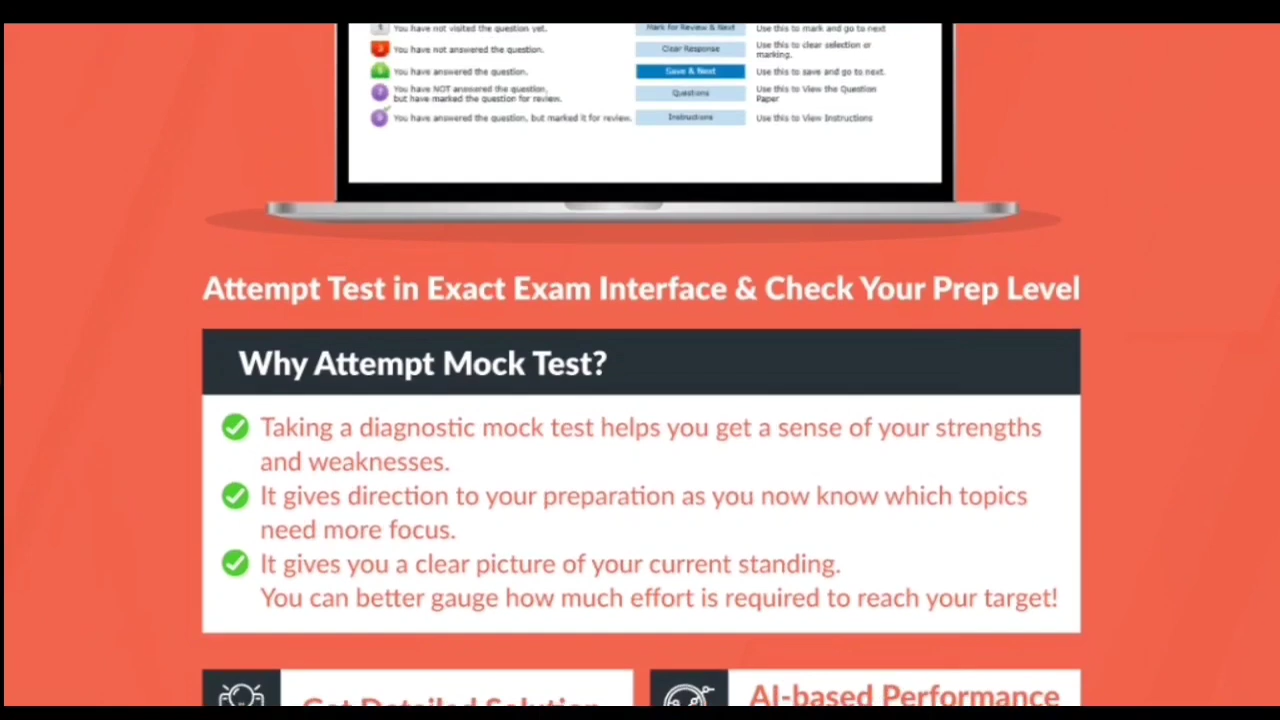 You have not visited the question yet.
Mark for Review & Next
Use this to mark and go to next
You have not answered the question.
Clear Response
Use this to clear selection or
marking.
You have answered the question.
Save & Next
Use this to save and go to next.
You have NOT answered the question,
but have marked the question for review.
Questions
Use this to View the Question
Paper
You have answered the question, but marked it for review.
Instructions
Use this to View Instructions
Attempt Test in Exact Exam Interface & Check Your Prep Level
Why Attempt Mock Test?
Taking a diagnostic mock test helps you get a sense of your strengths
and weaknesses.
It gives direction to your preparation as you now know which topics
need more focus.
It gives you a clear picture of your current standing.
You can better gauge how much effort is required to reach your target!
Get Detailed Solution
AI-based Performance